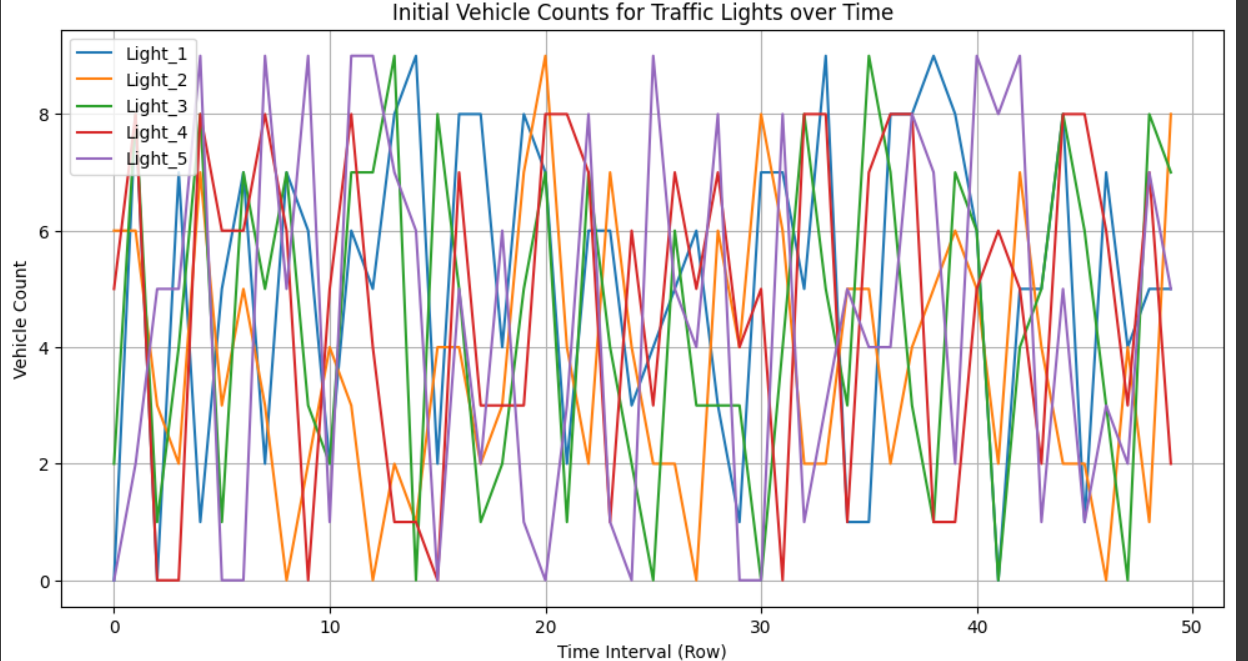 Initial Vehicle Counts for Traffic Lights over Time
Light_1
Light_2
Light_3
Light_4
Light_5
Vehicle Count
8
6
4
2
0
0 10 20 30 40 50
Time Interval (Row)